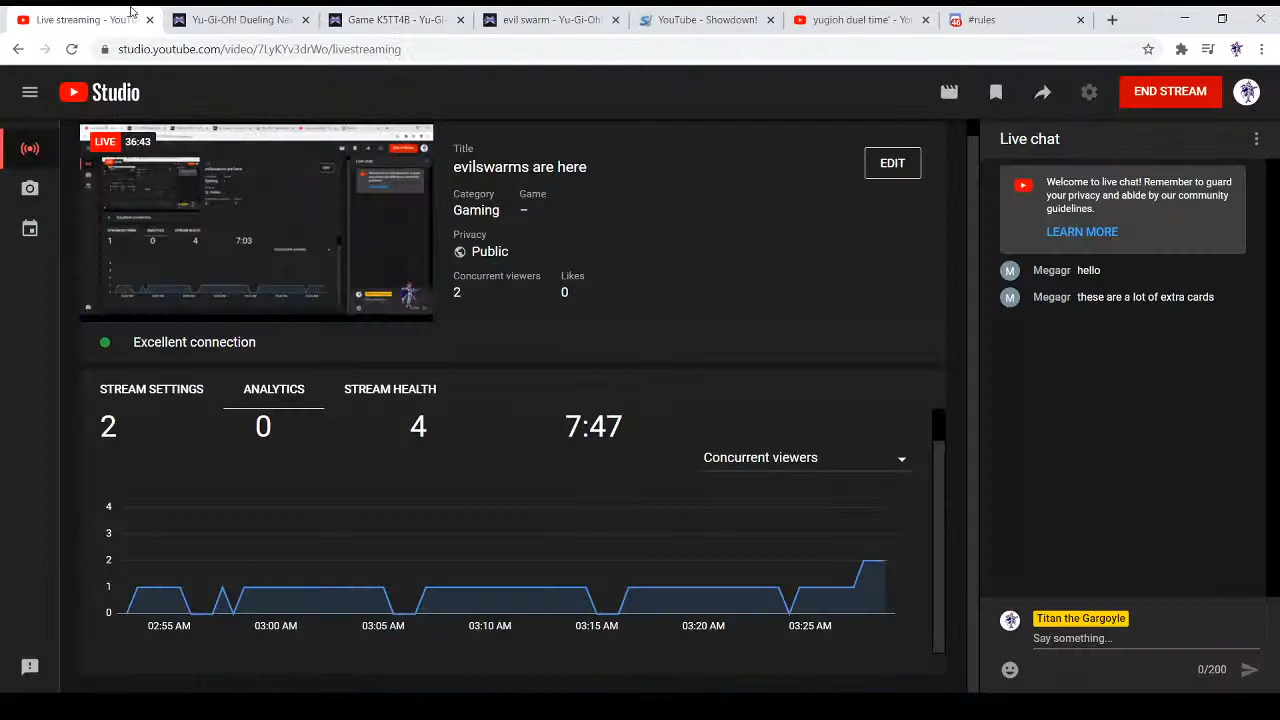 Live streaming - YouTu
Yu-Gi-Oh! Dueling Ne
Game K5TT4B - Yu-Gi-
evil swarm - Yu-Gi-Oh!
YouTube - Showdown!
yugioh duel time - Yo
46
#rules
studio.youtube.com/video/7LyKYv3drWo/livestreaming
Studio
END STREAM
LIVE 36:43
Title
evilswarms are here
EDIT
Category Game
Gaming –
Privacy
Public
Concurrent viewers Likes
2 0
Excellent connection
STREAM SETTINGS ANALYTICS STREAM HEALTH
2 0 4 7:47
Concurrent viewers
4
3
2
1
0
02:55 AM 03:00 AM 03:05 AM 03:10 AM 03:15 AM 03:20 AM 03:25 AM
Live chat
Welcome to live chat! Remember to guard
your privacy and abide by our community
guidelines.
LEARN MORE
M Megagr hello
M Megagr these are a lot of extra cards
Titan the Gargoyle
Say something...
0/200